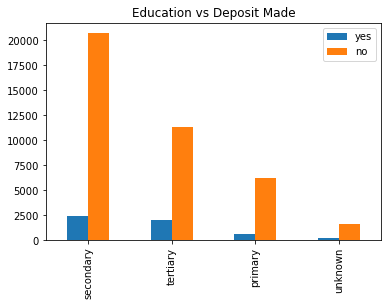 Education vs Deposit Made
yes
no
20000
17500
15000
12500
10000
7500
5000
2500
0
secondary
tertiary
primary
unknown